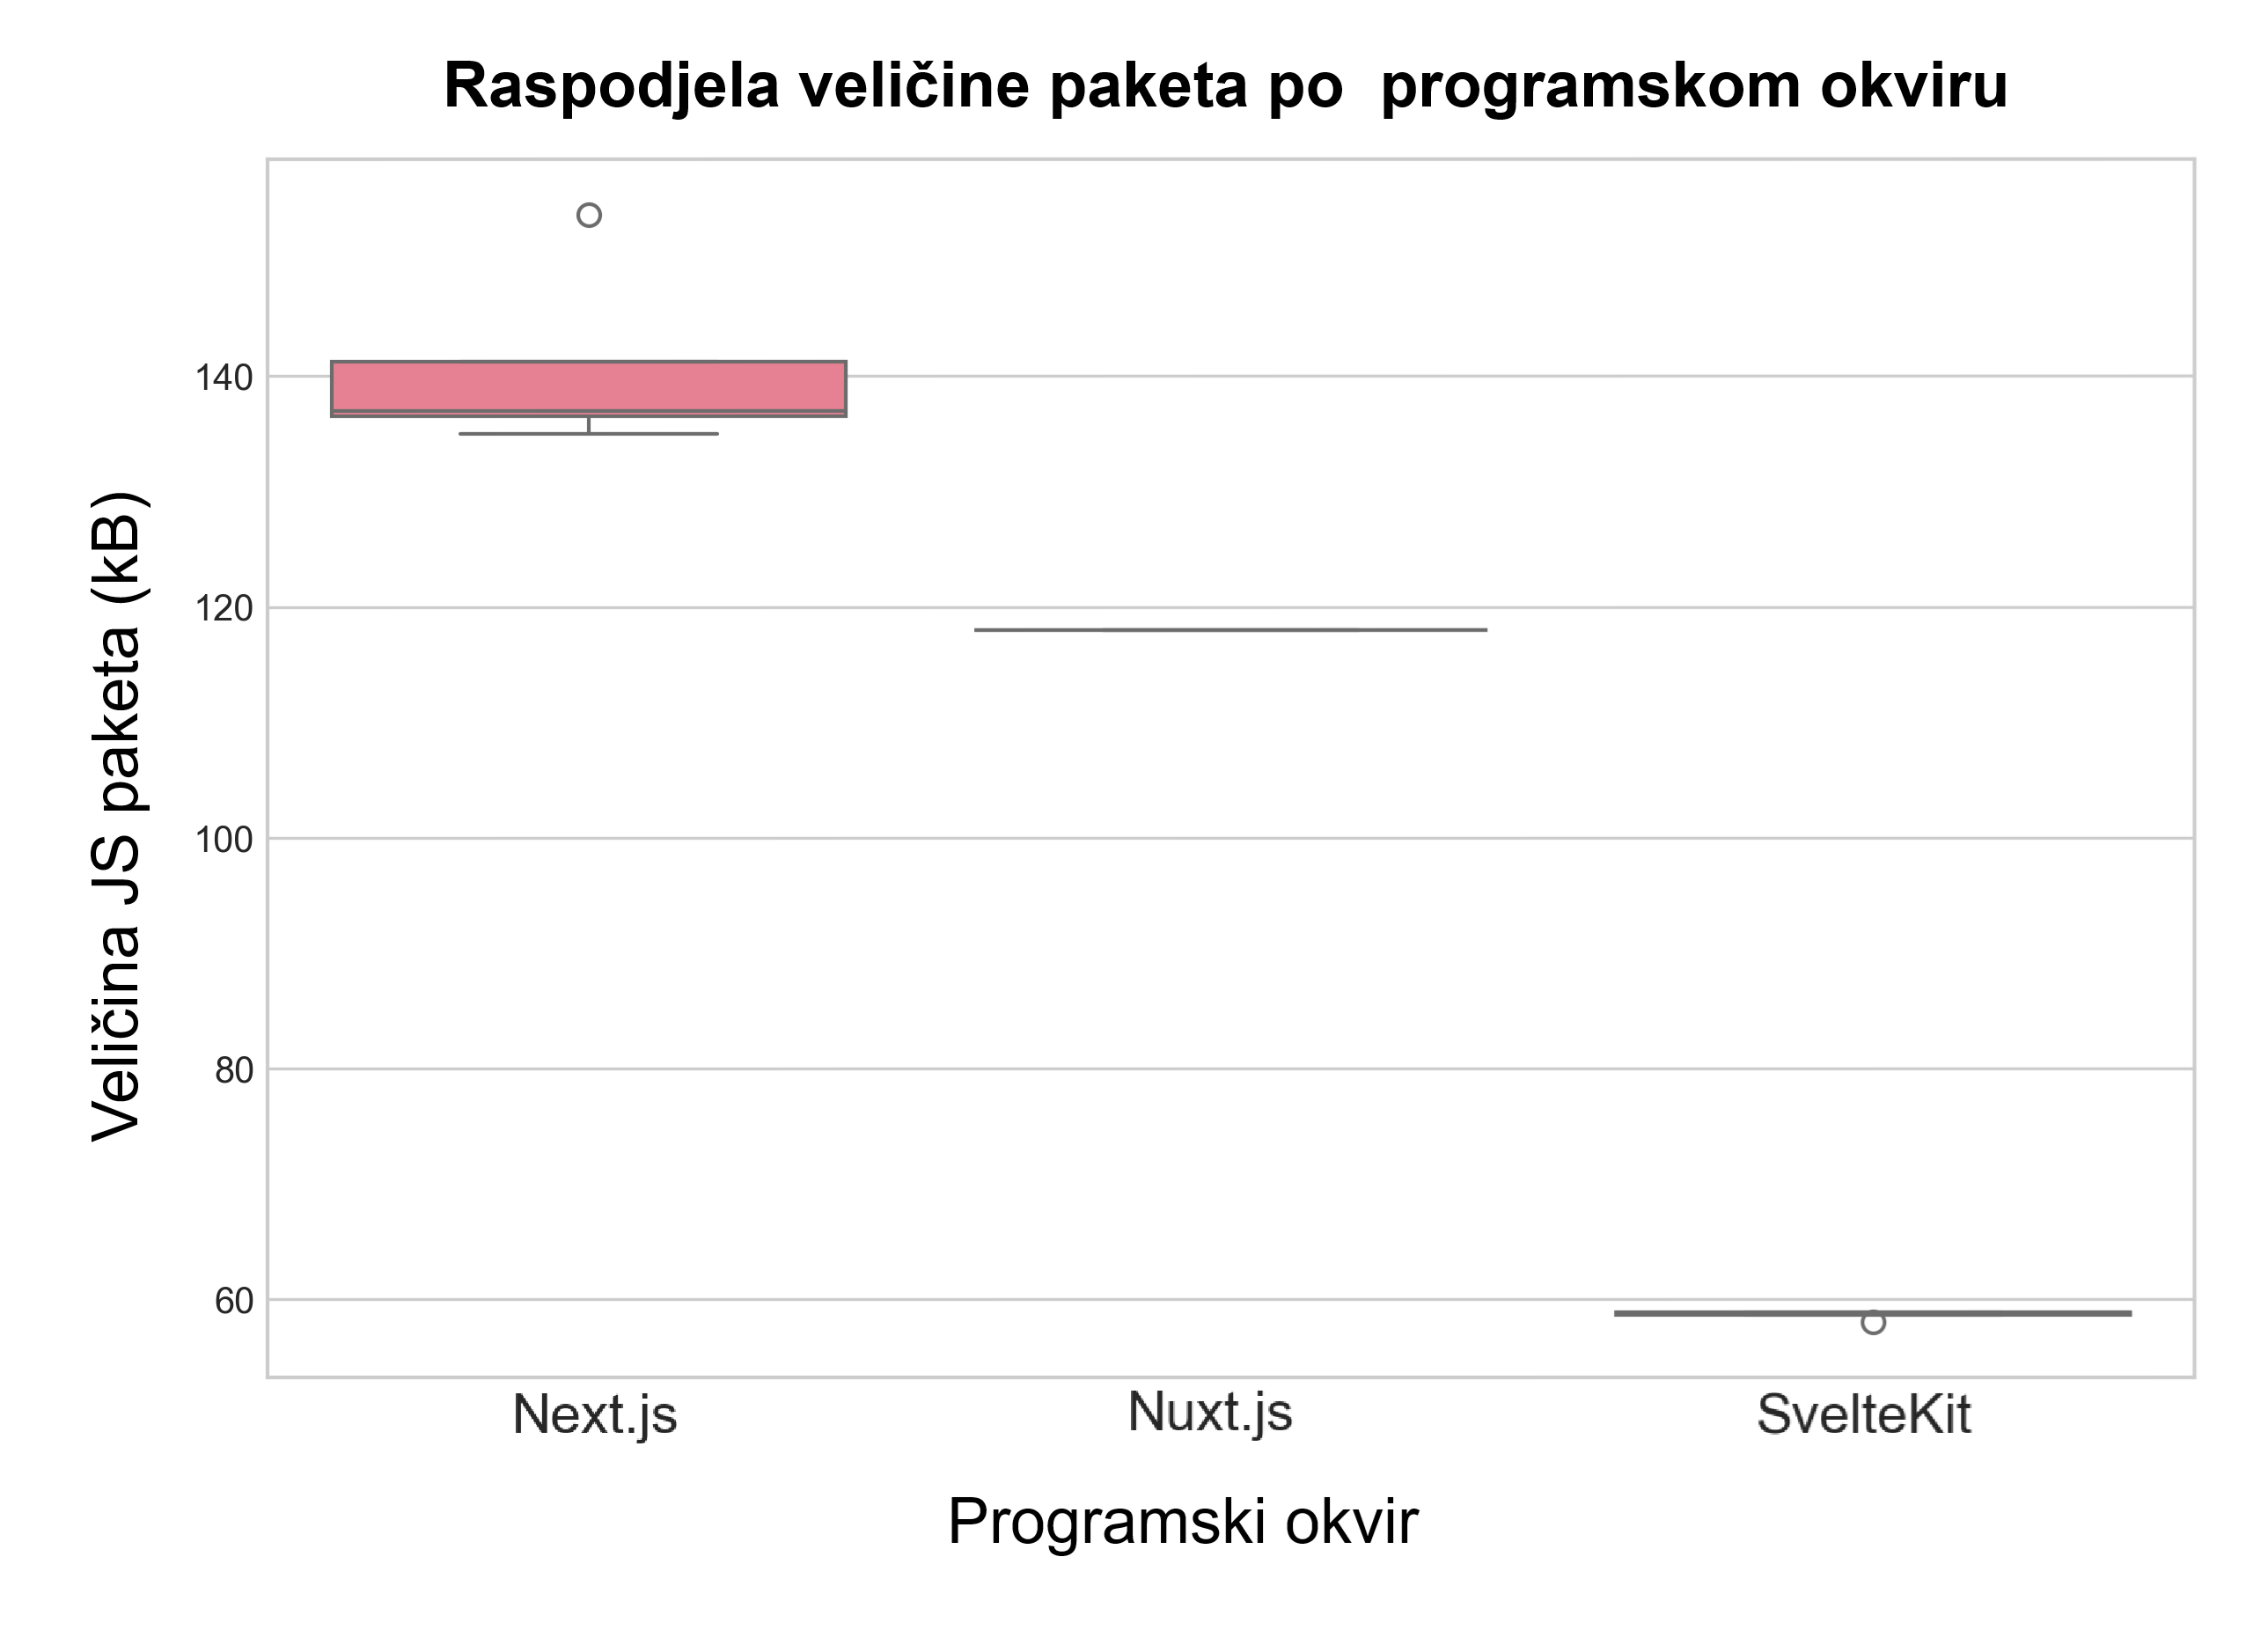 Raspodjela veličine paketa po  programskom okviru
Veličina JS paketa (kB)
140
120
100
80
60
Next.js
Nuxt.js
SvelteKit
Programski okvir